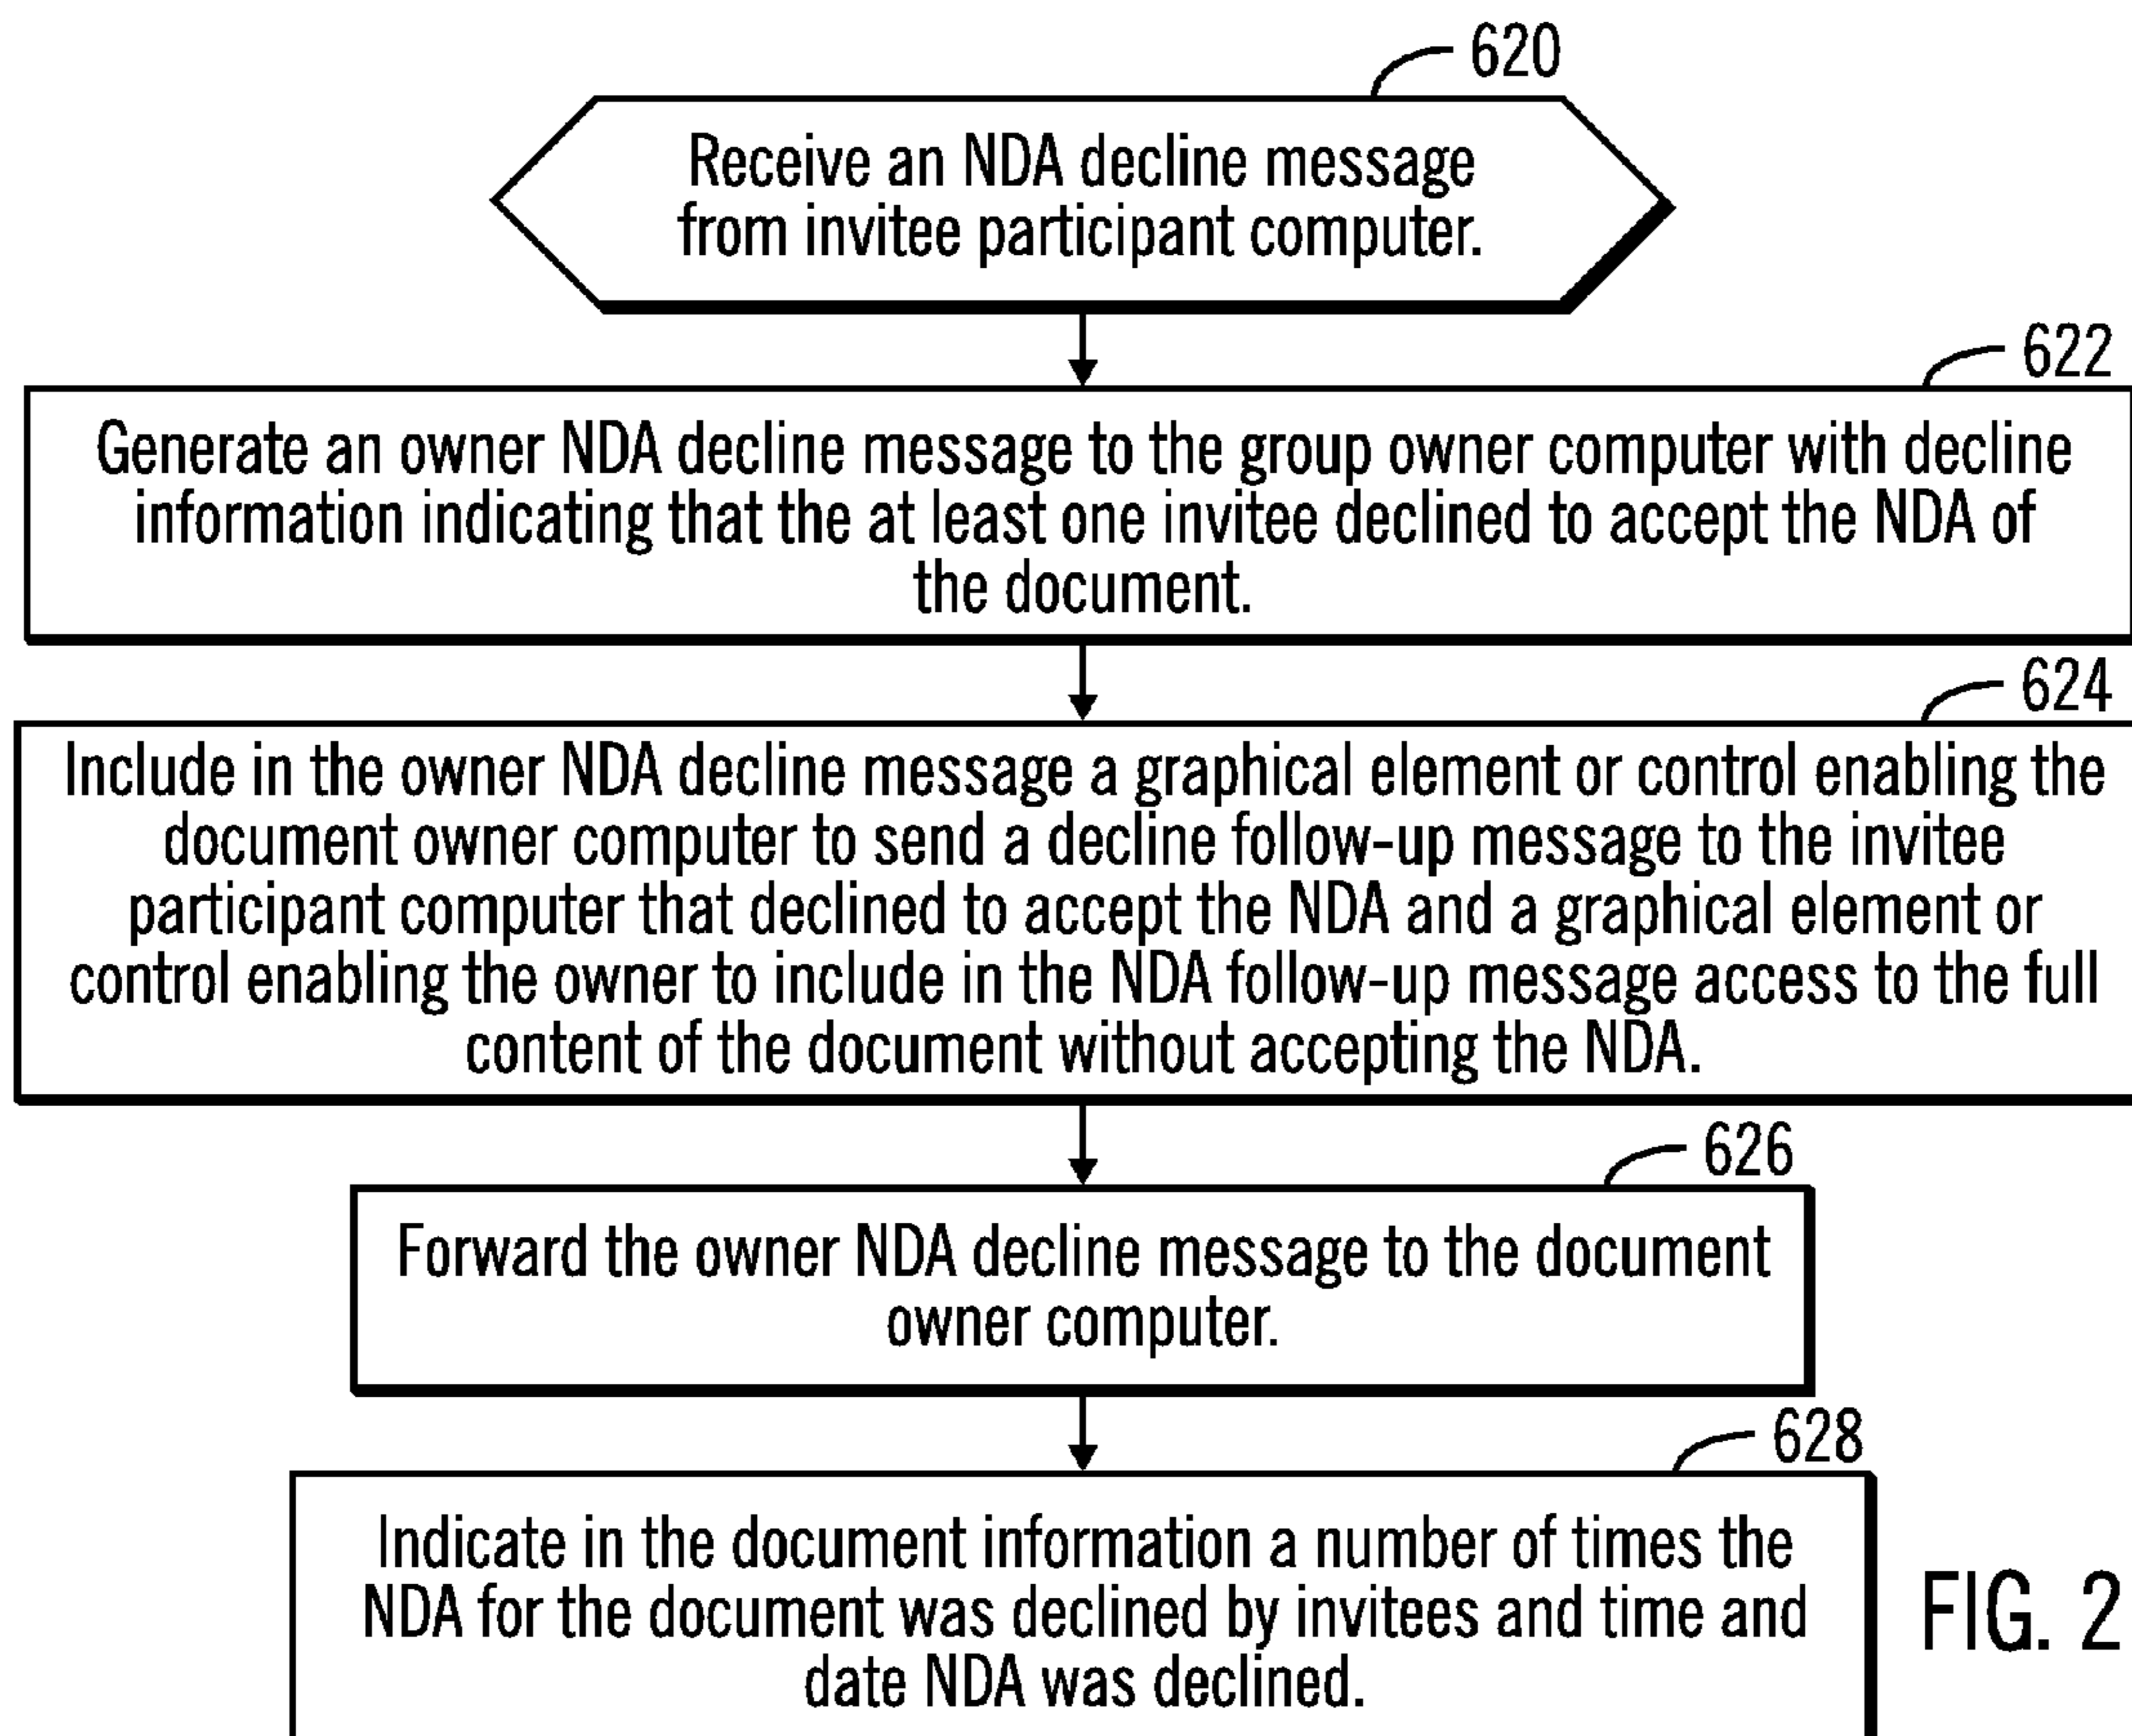 620
Receive an NDA decline message
from invitee participant computer.
622
Generate an owner NDA decline message to the group owner computer with decline
information indicating that the at least one invitee declined to accept the NDA of
the document.
624
Include in the owner NDA decline message a graphical element or control enabling the
document owner computer to send a decline follow-up message to the invitee
participant computer that declined to accept the NDA and a graphical element or
control enabling the owner to include in the NDA follow-up message access to the full
content of the document without accepting the NDA.
626
Forward the owner NDA decline message to the document
owner computer.
628
Indicate in the document information a number of times the
NDA for the document was declined by invitees and time and
date NDA was declined.
FIG. 2